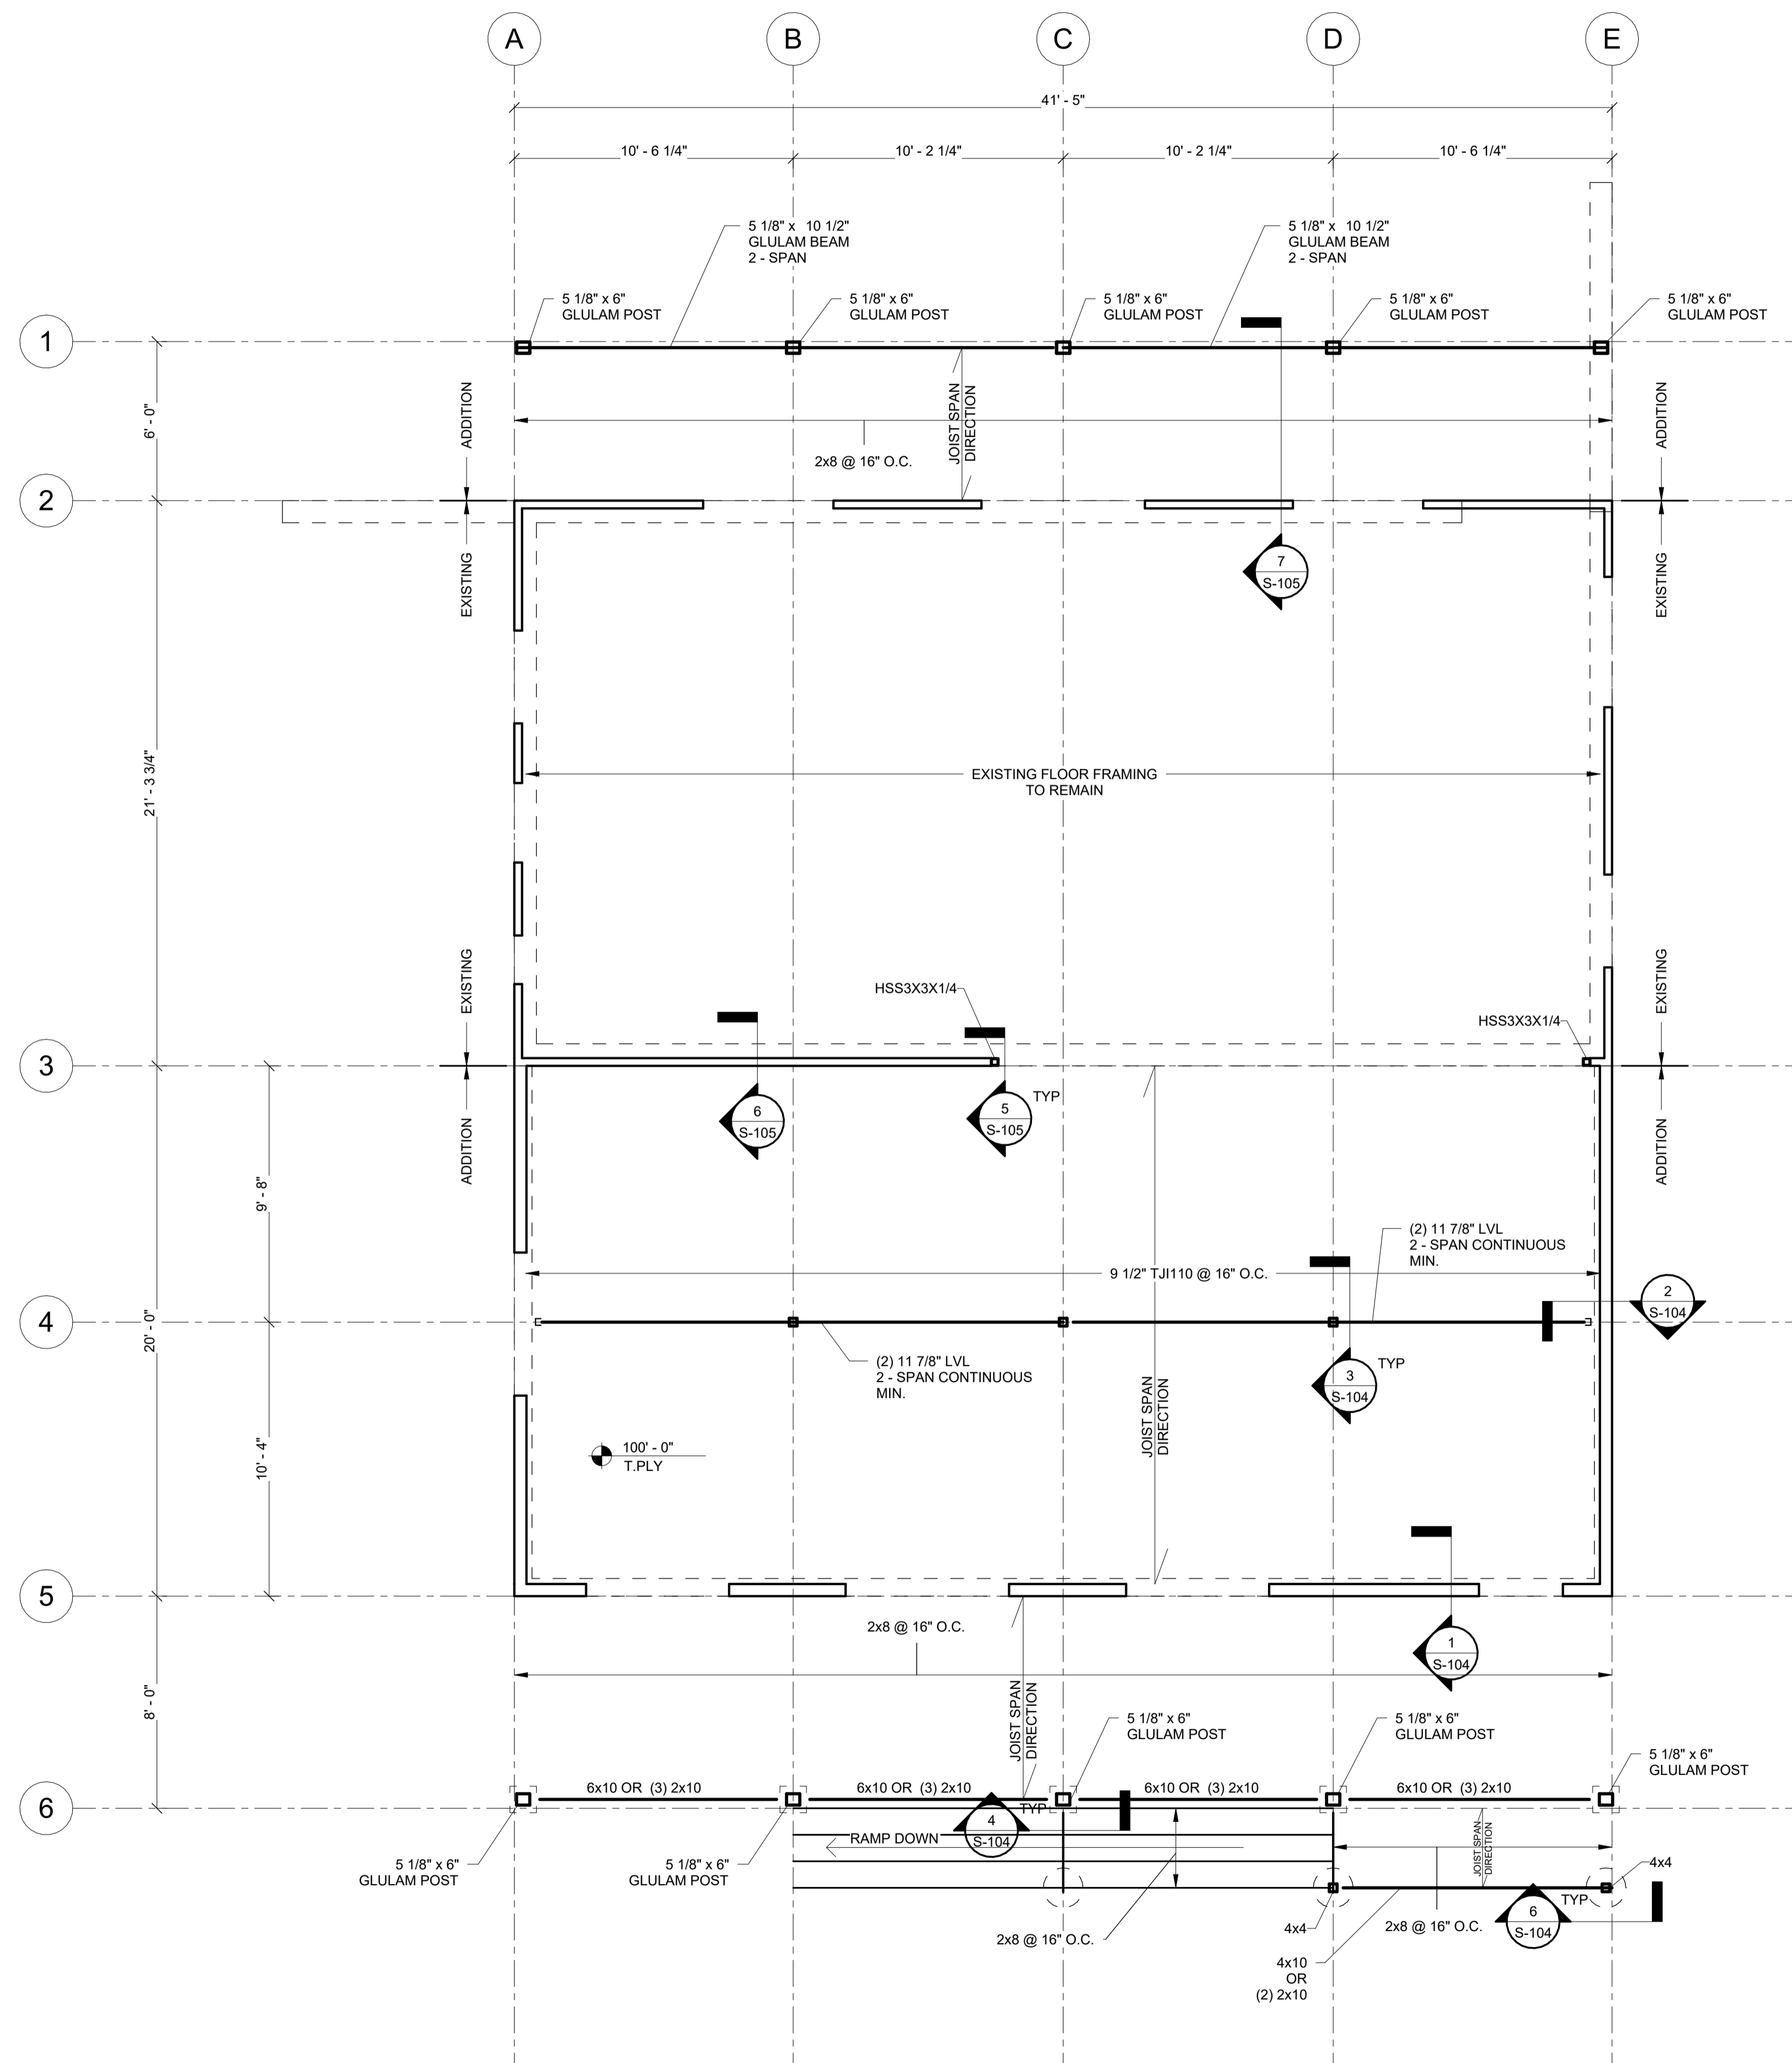 A
B
C
D
E
41' - 5"
10' - 6 1/4"
10' - 2 1/4"
10' - 2 1/4"
10' - 6 1/4"
5 1/8" x 10 1/2"
GLULAM BEAM
2 - SPAN
5 1/8" x 10 1/2"
GLULAM BEAM
2 - SPAN
5 1/8" x 6"
GLULAM POST
5 1/8" x 6"
GLULAM POST
5 1/8" x 6"
GLULAM POST
5 1/8" x 6"
GLULAM POST
5 1/8" x 6"
GLULAM POST
1
6' - 0"
ADDITION
JOIST SPAN
DIRECTION
ADDITION
2x8 @ 16" O.C.
2
EXISTING
7
S-105
EXISTING
21' - 3 3/4"
EXISTING FLOOR FRAMING
TO REMAIN
EXISTING
HSS3X3X1/4
HSS3X3X1/4
EXISTING
3
ADDITION
6
S-105
5
S-105
TYP
ADDITION
9' - 8"
(2) 11 7/8" LVL
2 - SPAN CONTINUOUS
MIN.
9 1/2" TJI110 @ 16" O.C.
2
S-104
4
20' - 0"
(2) 11 7/8" LVL
2 - SPAN CONTINUOUS
MIN.
3
S-104
TYP
JOIST SPAN
DIRECTION
10' - 4"
100' - 0"
T.PLY
5
2x8 @ 16" O.C.
1
S-104
8' - 0"
JOIST SPAN
DIRECTION
5 1/8" x 6"
GLULAM POST
5 1/8" x 6"
GLULAM POST
5 1/8" x 6"
GLULAM POST
6
6x10 OR (3) 2x10
6x10 OR (3) 2x10
6x10 OR (3) 2x10
6x10 OR (3) 2x10
TYP
4
S-104
RAMP DOWN
JOIST SPAN
DIRECTION
5 1/8" x 6"
GLULAM POST
5 1/8" x 6"
GLULAM POST
4x4
TYP
6
S-104
4x4
2x8 @ 16" O.C.
2x8 @ 16" O.C.
4x10
OR
(2) 2x10